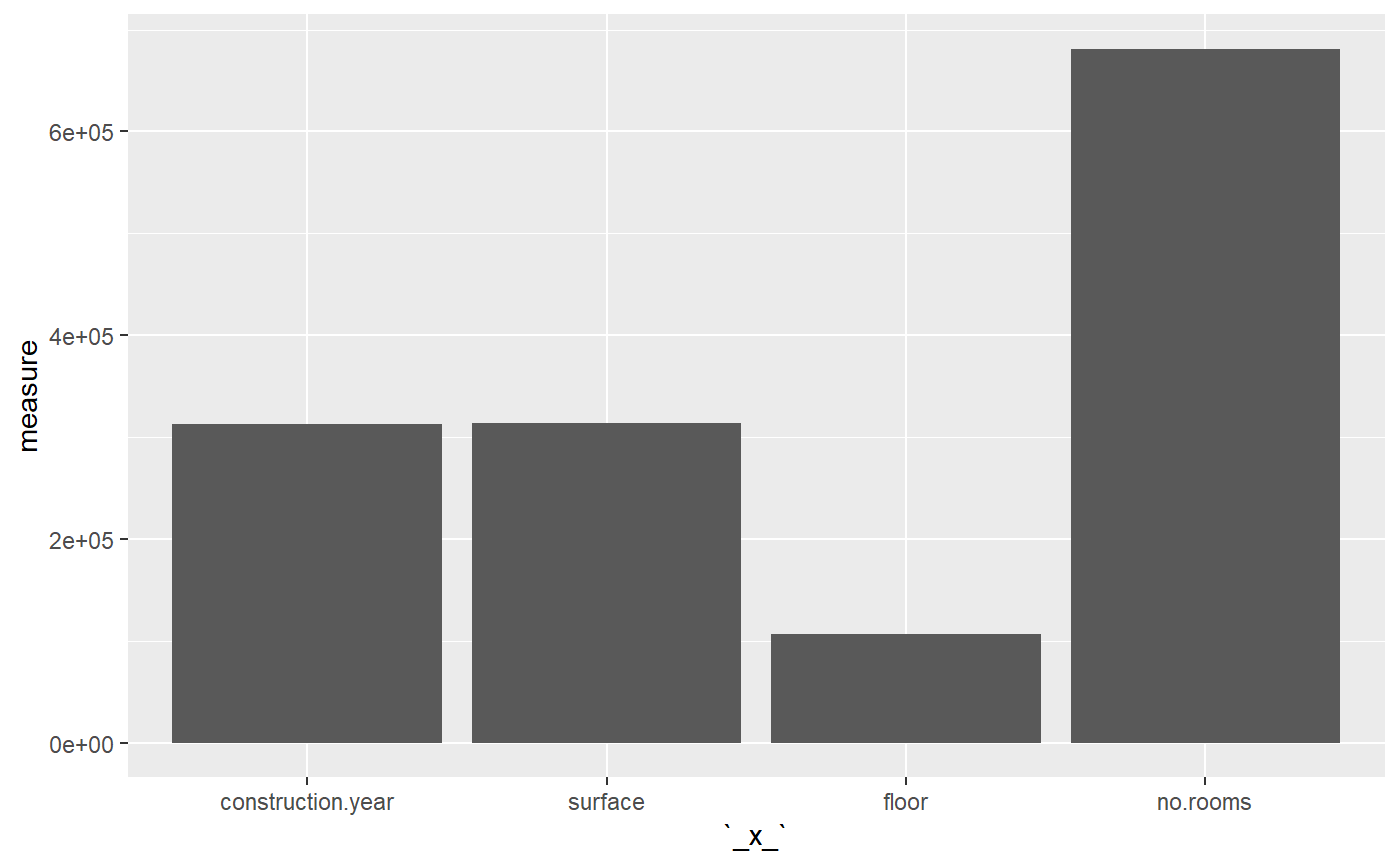 measure
6e+05
4e+05
2e+05
0e+00
construction.year surface floor no.rooms
`_x_`